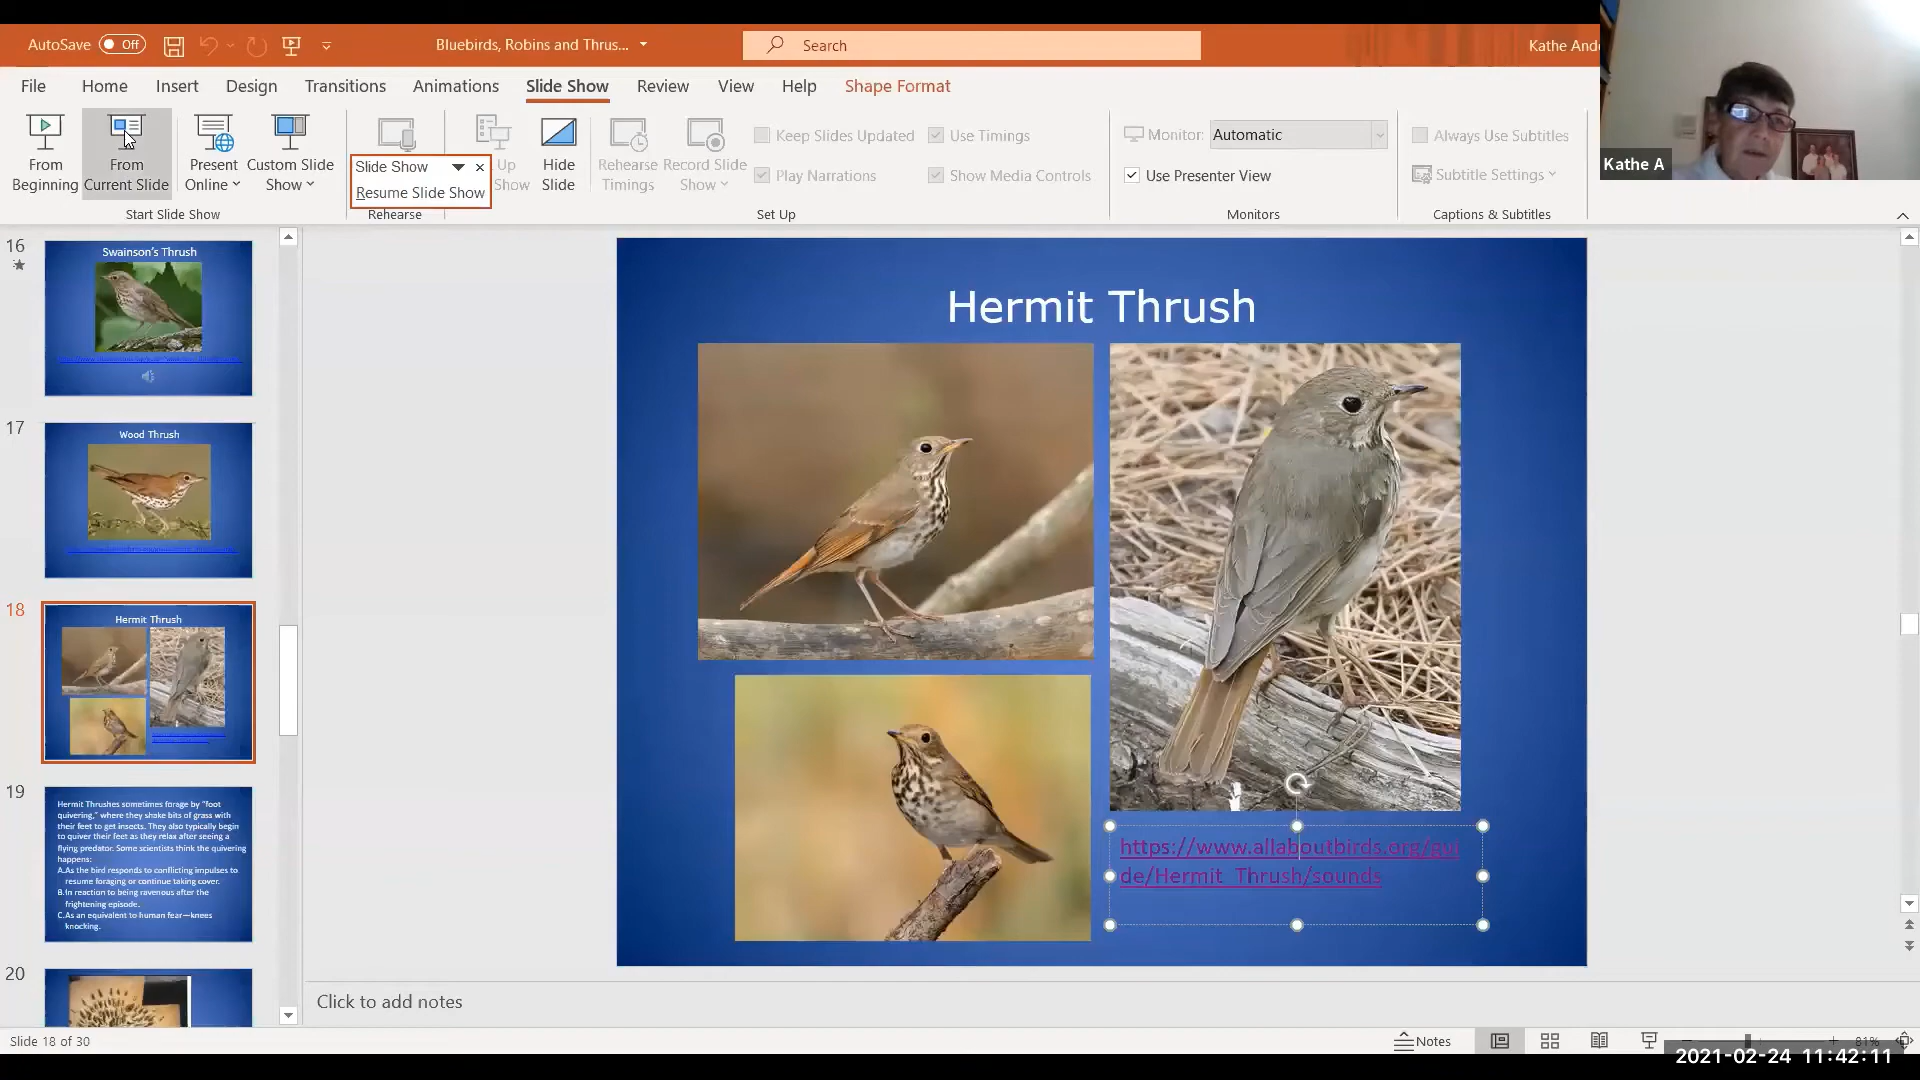 AutoSave Off
Bluebirds, Robins and Thrus...
Search
Kathe Ande
File Home Insert Design Transitions Animations Slide Show Review View Help Shape Format
From Beginning
From Current Slide
Present Online
Custom Slide Show
Start Slide Show
Slide Show
Resume Slide Show
Rehearse
Up
Show
Hide Slide
Rehearse Timings
Record Slide Show
Keep Slides Updated
Play Narrations
Use Timings
Show Media Controls
Set Up
Monitor: Automatic
Use Presenter View
Monitors
Always Use Subtitles
Subtitle Settings
Captions & Subtitles
Kathe A
16
Swainson's Thrush
17
Wood Thrush
18
Hermit Thrush
19
Hermit Thrushes sometimes forage by "foot
quivering," where they shake bits of grass with
their feet to get insects. They also typically begin
to quiver their feet as they relax after seeing a
flying predator. Some scientists think the quivering
happens:
A.As the bird responds to conflicting impulses to
resume foraging or continue taking cover.
B.In reaction to being ravenous after the
frightening episode.
C.As an equivalent to human fear—knees
knocking.
20
Hermit Thrush
https://www.allaboutbirds.org/gui
de/Hermit_Thrush/sounds
Click to add notes
Slide 18 of 30
Notes
81%
2021-02-24 11:42:11